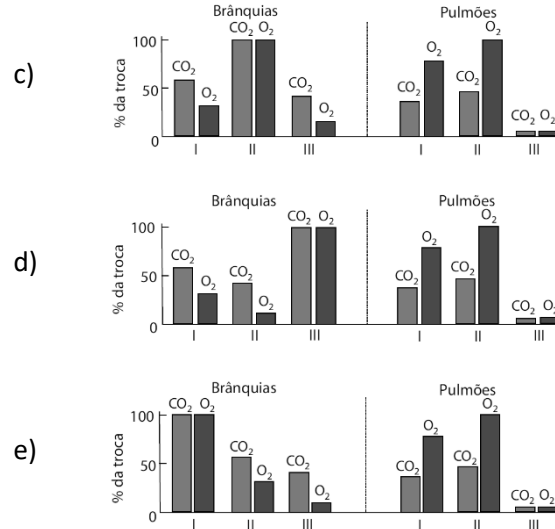 c)
Brânquias
Pulmões
% da troca
100
50
0
CO₂
O₂
CO₂ O₂
CO₂
O₂
CO₂
O₂
CO₂
O₂
CO₂ O₂
I
II
III
I
II
III
d)
Brânquias
Pulmões
% da troca
100
50
0
CO₂
O₂
CO₂
O₂
CO₂ O₂
CO₂
O₂
CO₂
O₂
CO₂ O₂
I
II
III
I
II
III
e)
Brânquias
Pulmões
% da troca
100
50
0
CO₂ O₂
CO₂
O₂
CO₂
O₂
CO₂
O₂
CO₂
O₂
CO₂ O₂
I
II
III
I
II
III